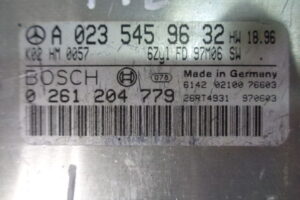 A 023 545 96 32 HW 18.96
K02 HM 0057 6Zyl FD 97M06 SW
BOSCH 070 Made in Germany
6142 02100 76603
0 261 204 779
26RT4931 970603